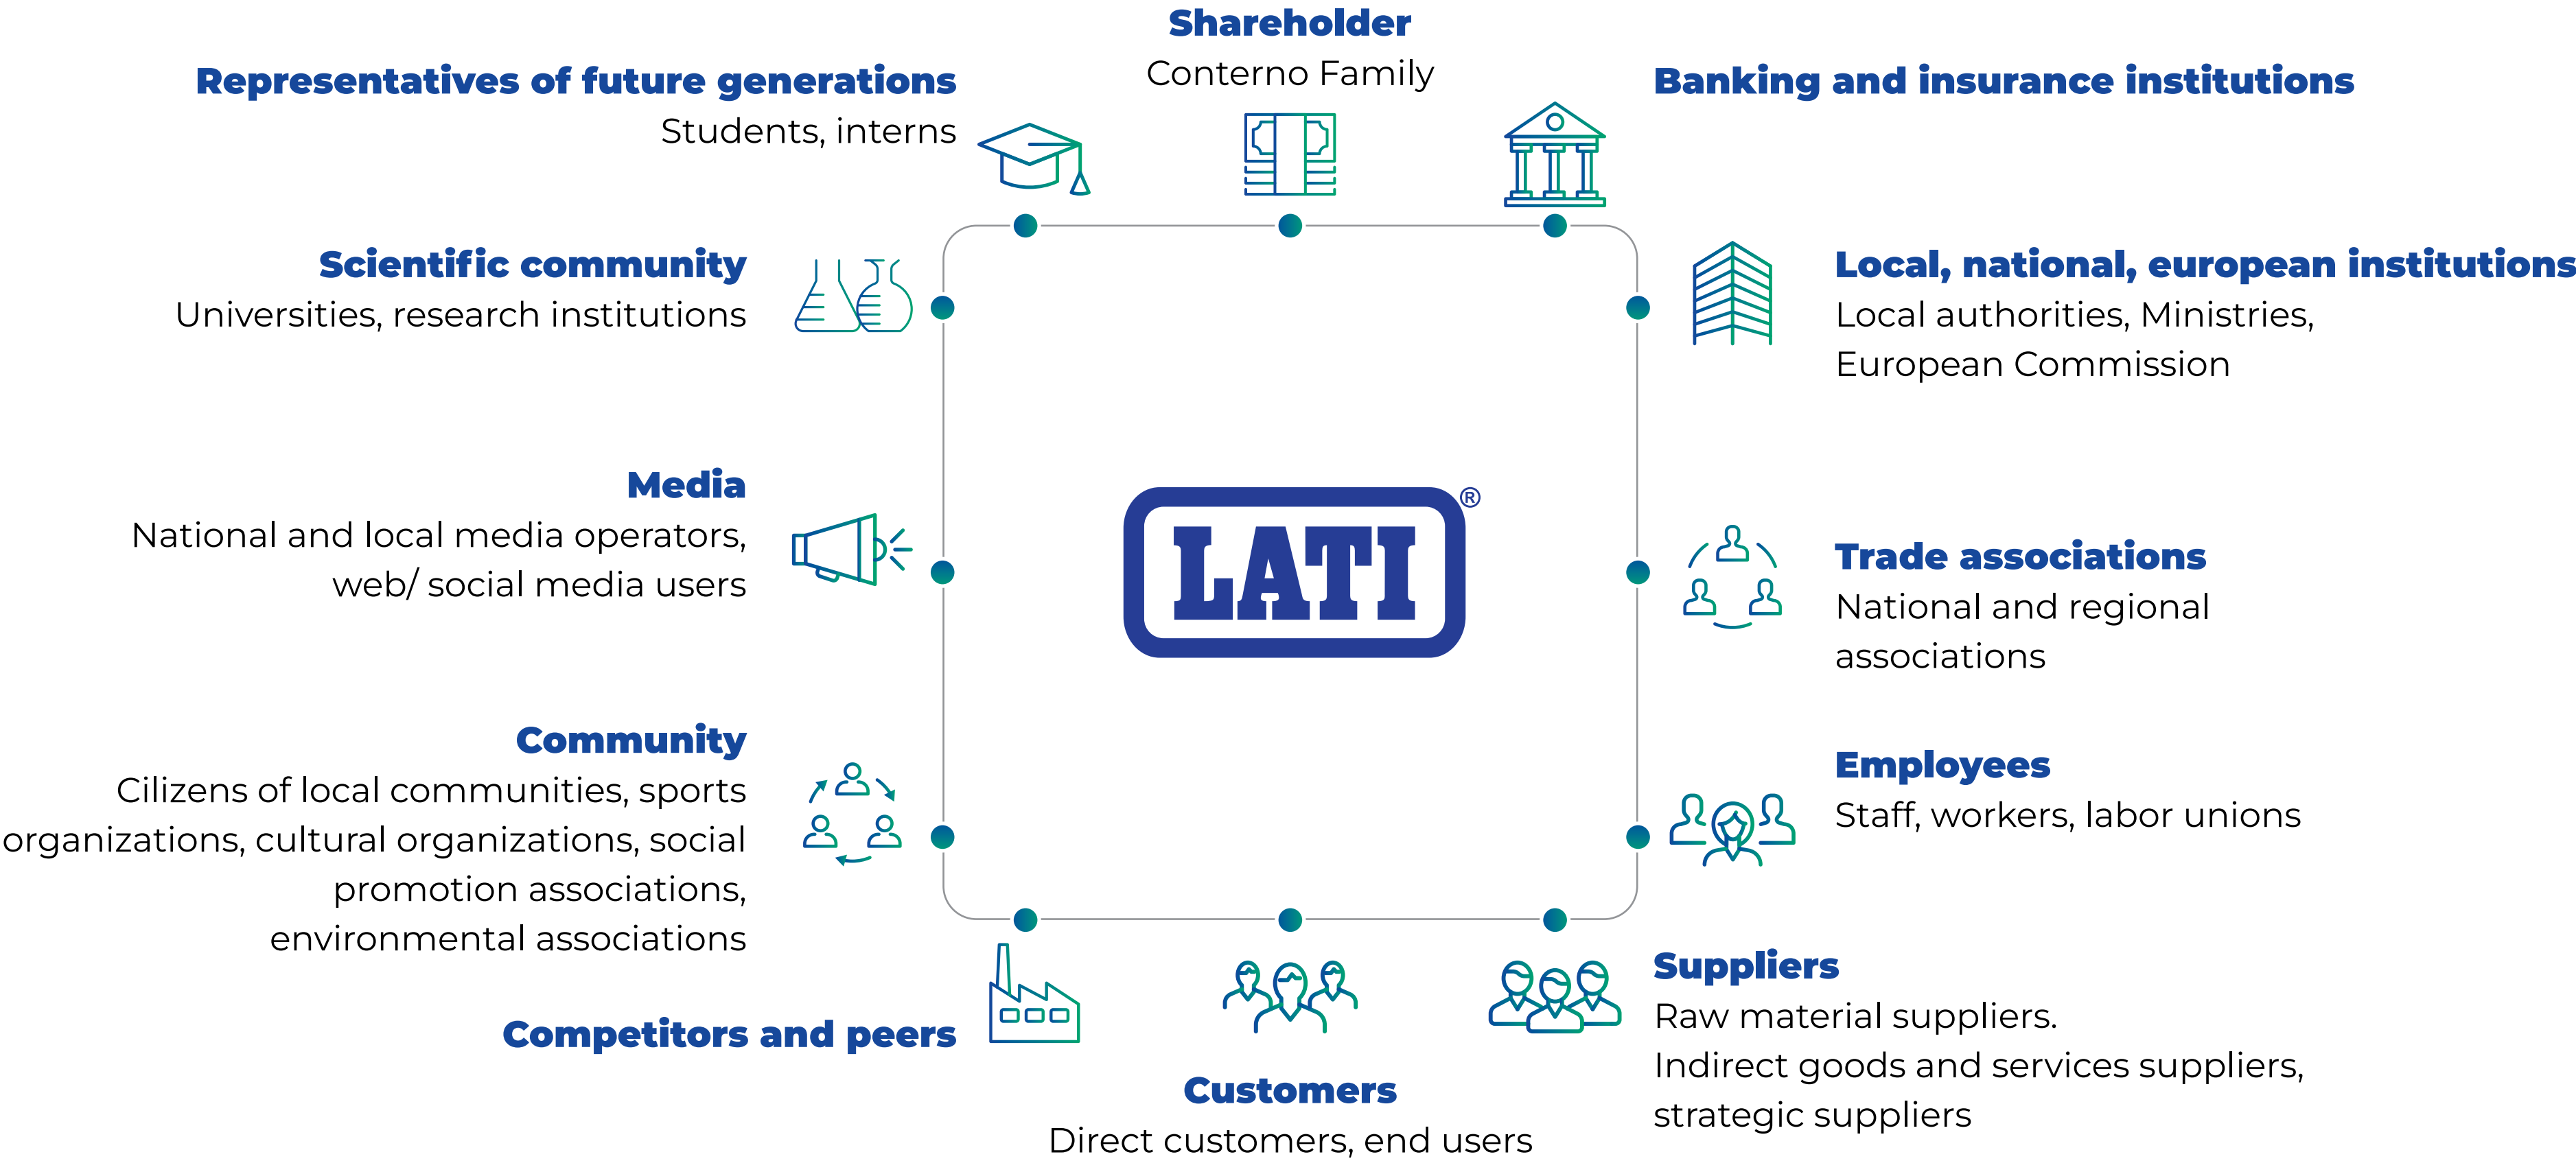 Shareholder
Conterno Family
Representatives of future generations
Students, interns
Banking and insurance institutions
Scientific community
Universities, research institutions
Local, national, european institutions
Local authorities, Ministries,
European Commission
Media
National and local media operators,
web/ social media users
LATI®
Trade associations
National and regional
associations
Community
Cilizens of local communities, sports
organizations, cultural organizations, social
promotion associations,
environmental associations
Employees
Staff, workers, labor unions
Competitors and peers
Customers
Direct customers, end users
Suppliers
Raw material suppliers.
Indirect goods and services suppliers,
strategic suppliers